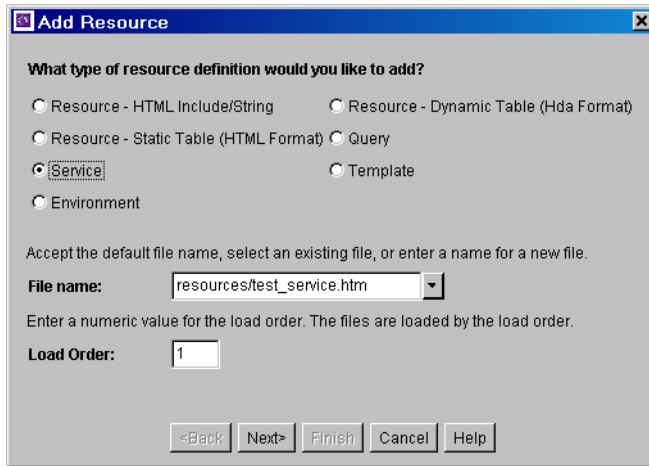 Add Resource
What type of resource definition would you like to add?
Resource - HTML Include/String
Resource - Dynamic Table (Hda Format)
Resource - Static Table (HTML Format)
Query
Service
Template
Environment
Accept the default file name, select an existing file, or enter a name for a new file.
File name: resources/test_service.htm
Enter a numeric value for the load order. The files are loaded by the load order.
Load Order: 1
<Back Next> Finish Cancel Help